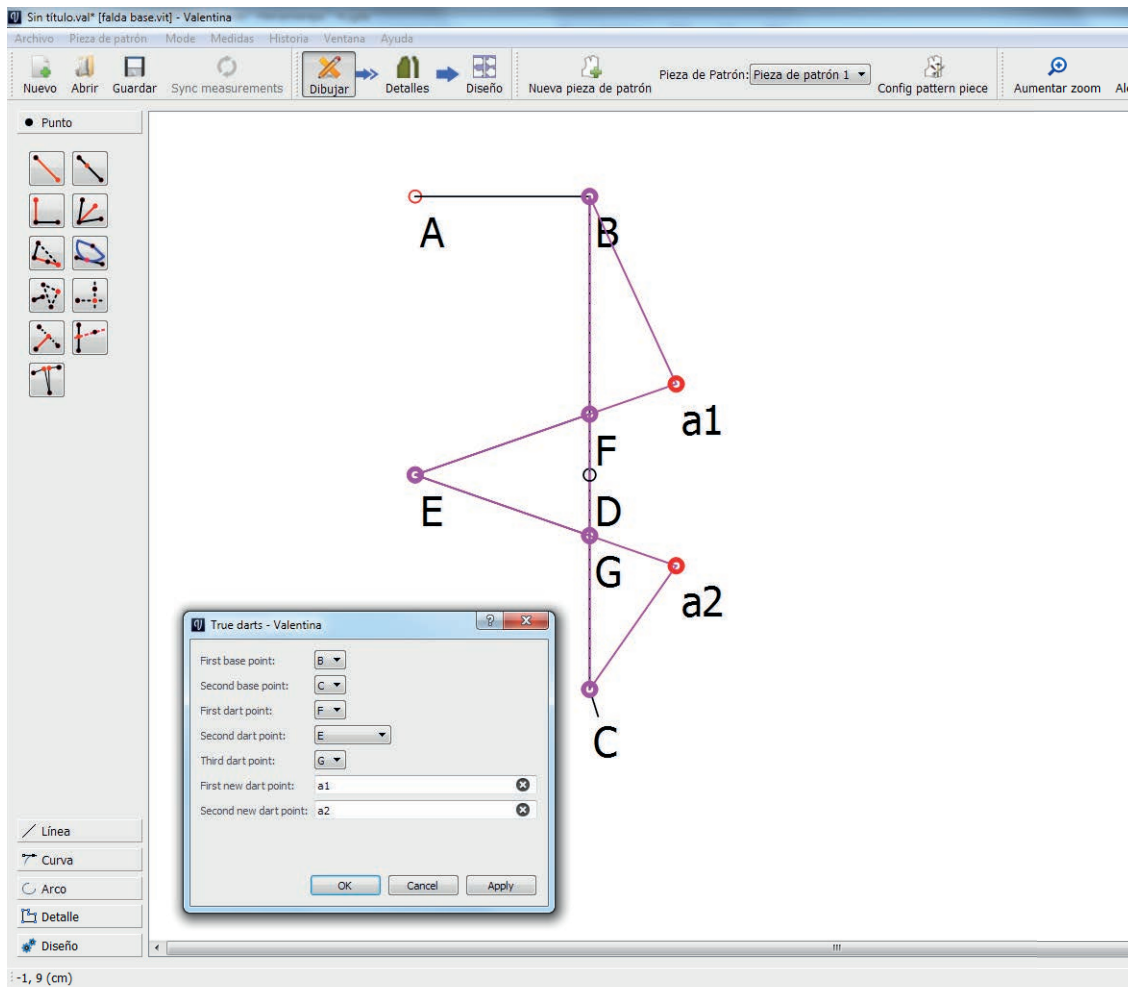 Sin título.val* [falda base.vit] - Valentina
Archivo Pieza de patrón Mode Medidas Historia Ventana Ayuda
Nuevo Abrir Guardar Sync measurements Dibujar Detalles Diseño Nueva pieza de patrón Pieza de Patrón: Pieza de patrón 1 Config pattern piece Aumentar zoom Ale
Punto
A
B
a1
F
E
D
G
a2
C
True darts - Valentina
First base point: B
Second base point: C
First dart point: F
Second dart point: E
Third dart point: G
First new dart point: a1
Second new dart point: a2
OK Cancel Apply
Línea
Curva
Arco
Detalle
Diseño
-1, 9 (cm)